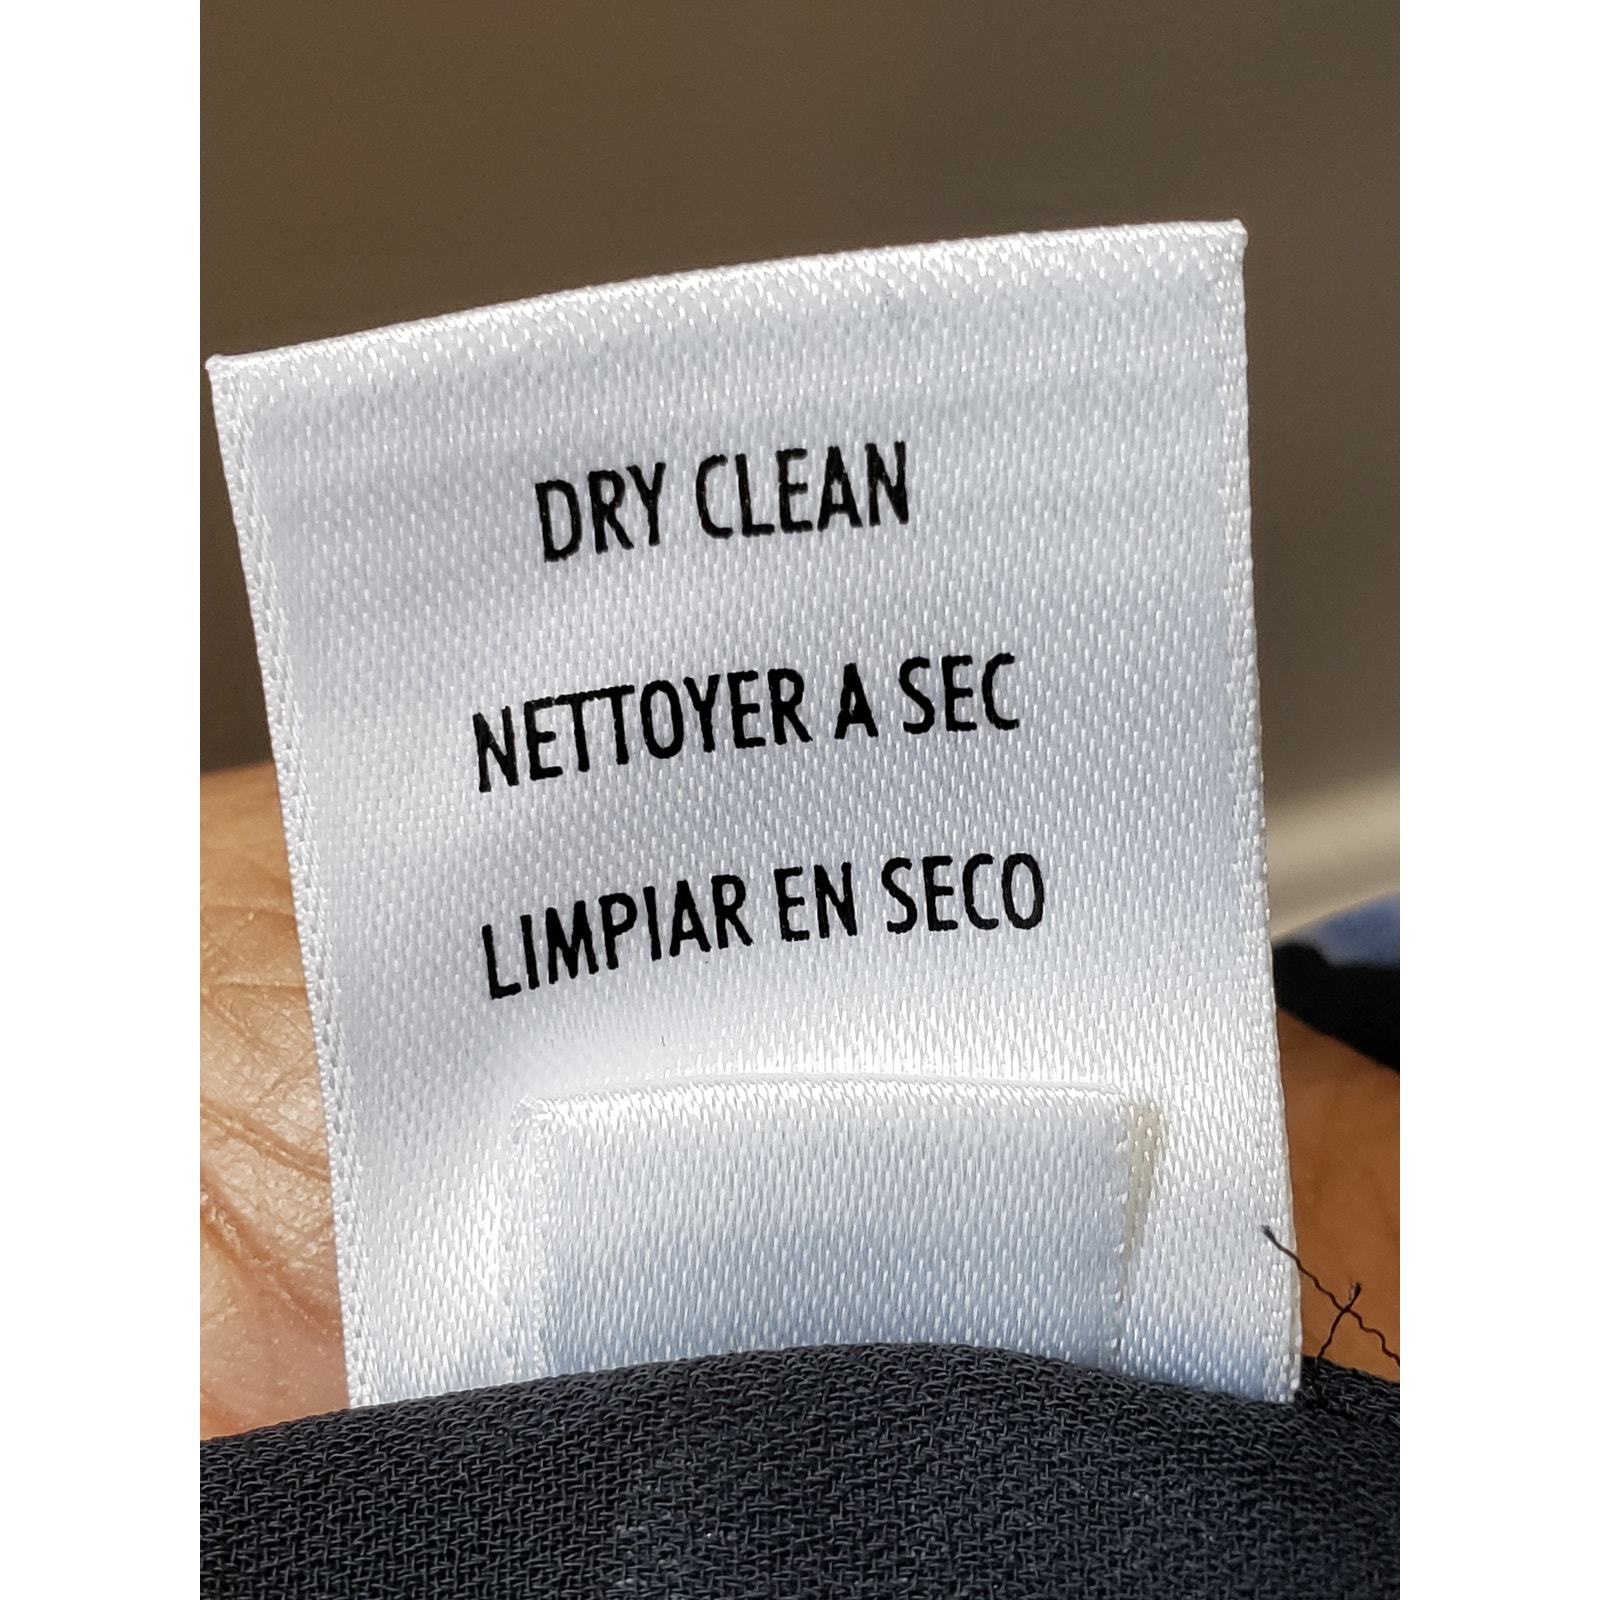 DRY CLEAN
NETTOYER A SEC
LIMPIAR EN SECO